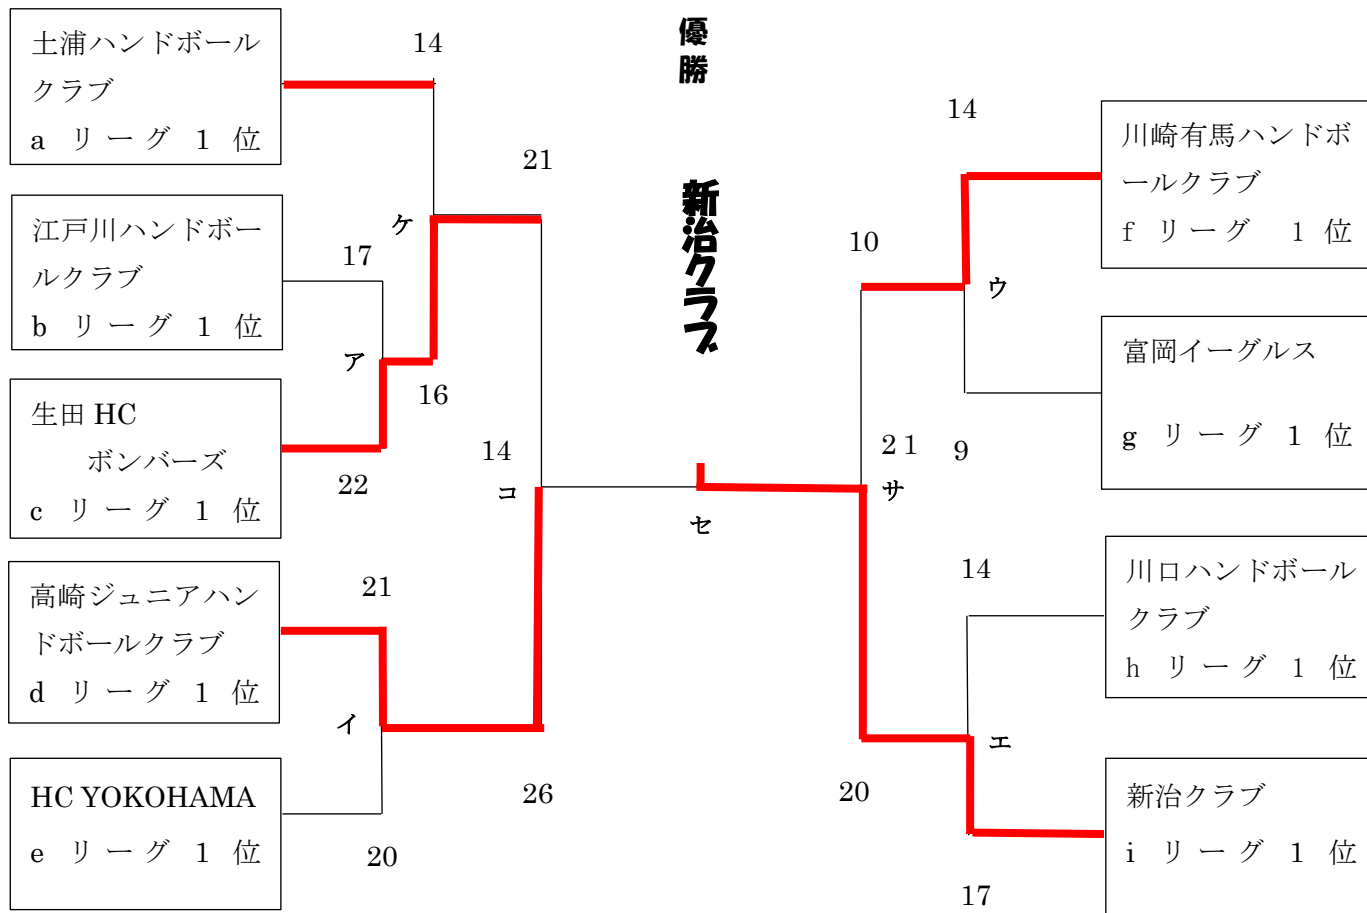 土浦ハンドボール
クラブ
a リーグ 1 位
江戸川ハンドボー
ルクラブ
b リーグ 1 位
生田 HC
ボンバーズ
c リーグ 1 位
高崎ジュニアハン
ドボールクラブ
d リーグ 1 位
HC YOKOHAMA
e リーグ 1 位
14
21
ケ
17
ア
16
22
14
コ
21
イ
26
20
優勝
新治クラブ
セ
14
10
ウ
21
9
サ
14
エ
20
17
川崎有馬ハンドボ
ールクラブ
f リーグ 1 位
富岡イーグルス
g リーグ 1 位
川口ハンドボール
クラブ
h リーグ 1 位
新治クラブ
i リーグ 1 位